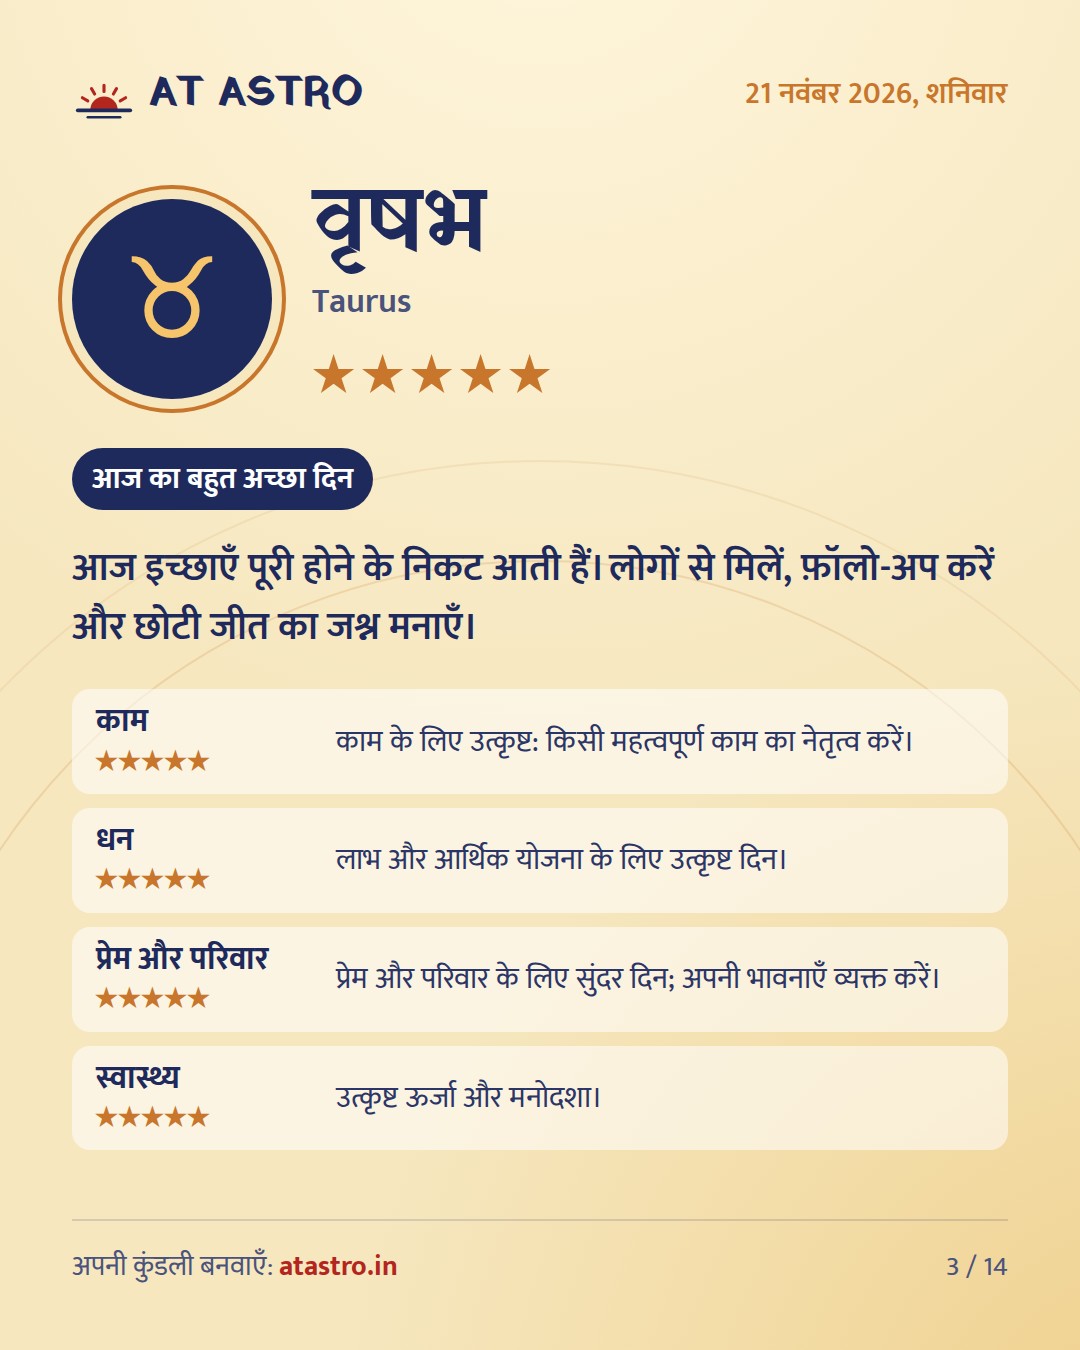 AT ASTRO
21 नवंबर 2026, शनिवार
वृषभ
Taurus
★★★★★
आज का बहुत अच्छा दिन
आज इच्छाएँ पूरी होने के निकट आती हैं। लोगों से मिलें, फ़ॉलो-अप करें
और छोटी जीत का जश्न मनाएँ।
काम
★★★★★
काम के लिए उत्कृष्ट: किसी महत्वपूर्ण काम का नेतृत्व करें।
धन
★★★★★
लाभ और आर्थिक योजना के लिए उत्कृष्ट दिन।
प्रेम और परिवार
★★★★★
प्रेम और परिवार के लिए सुंदर दिन; अपनी भावनाएँ व्यक्त करें।
स्वास्थ्य
★★★★★
उत्कृष्ट ऊर्जा और मनोदशा।
अपनी कुंडली बनवाएँ: atastro.in
3 / 14